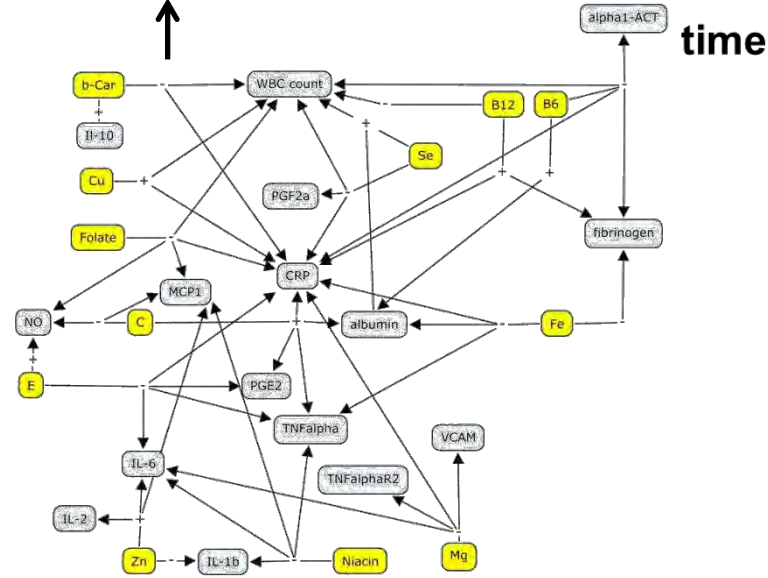 alpha1-ACT
time
b-Car
-
WBC count
-
-
B12
B6
+
Il-10
+
Se
Cu
+
PGF2a
-
+
+
Folate
-
fibrinogen
CRP
MCP1
NO
-
C
+
albumin
-
Fe
-
+
E
-
PGE2
TNFalpha
VCAM
IL-6
TNFalphaR2
IL-2
+
-
Zn
-
IL-1b
-
Niacin
Mg